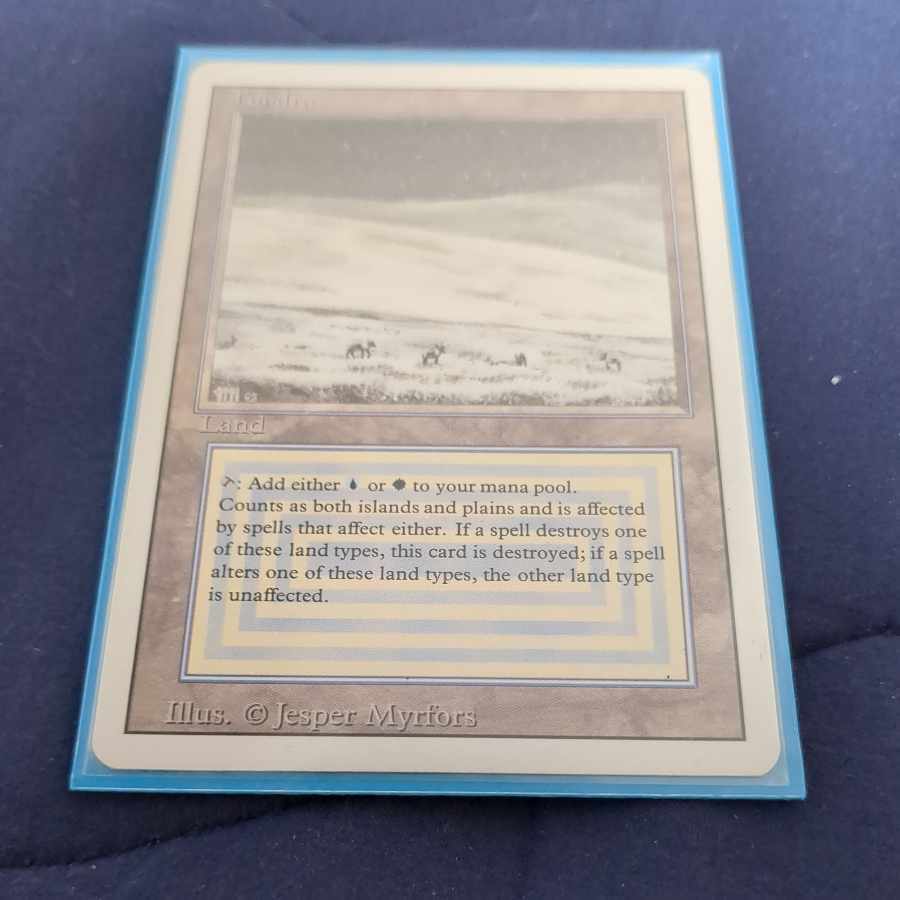 Tundra
Land
: Add either or to your mana pool.
Counts as both islands and plains and is affected
by spells that affect either. If a spell destroys one
of these land types, this card is destroyed; if a spell
alters one of these land types, the other land type
is unaffected.
Illus. © Jesper Myrfors